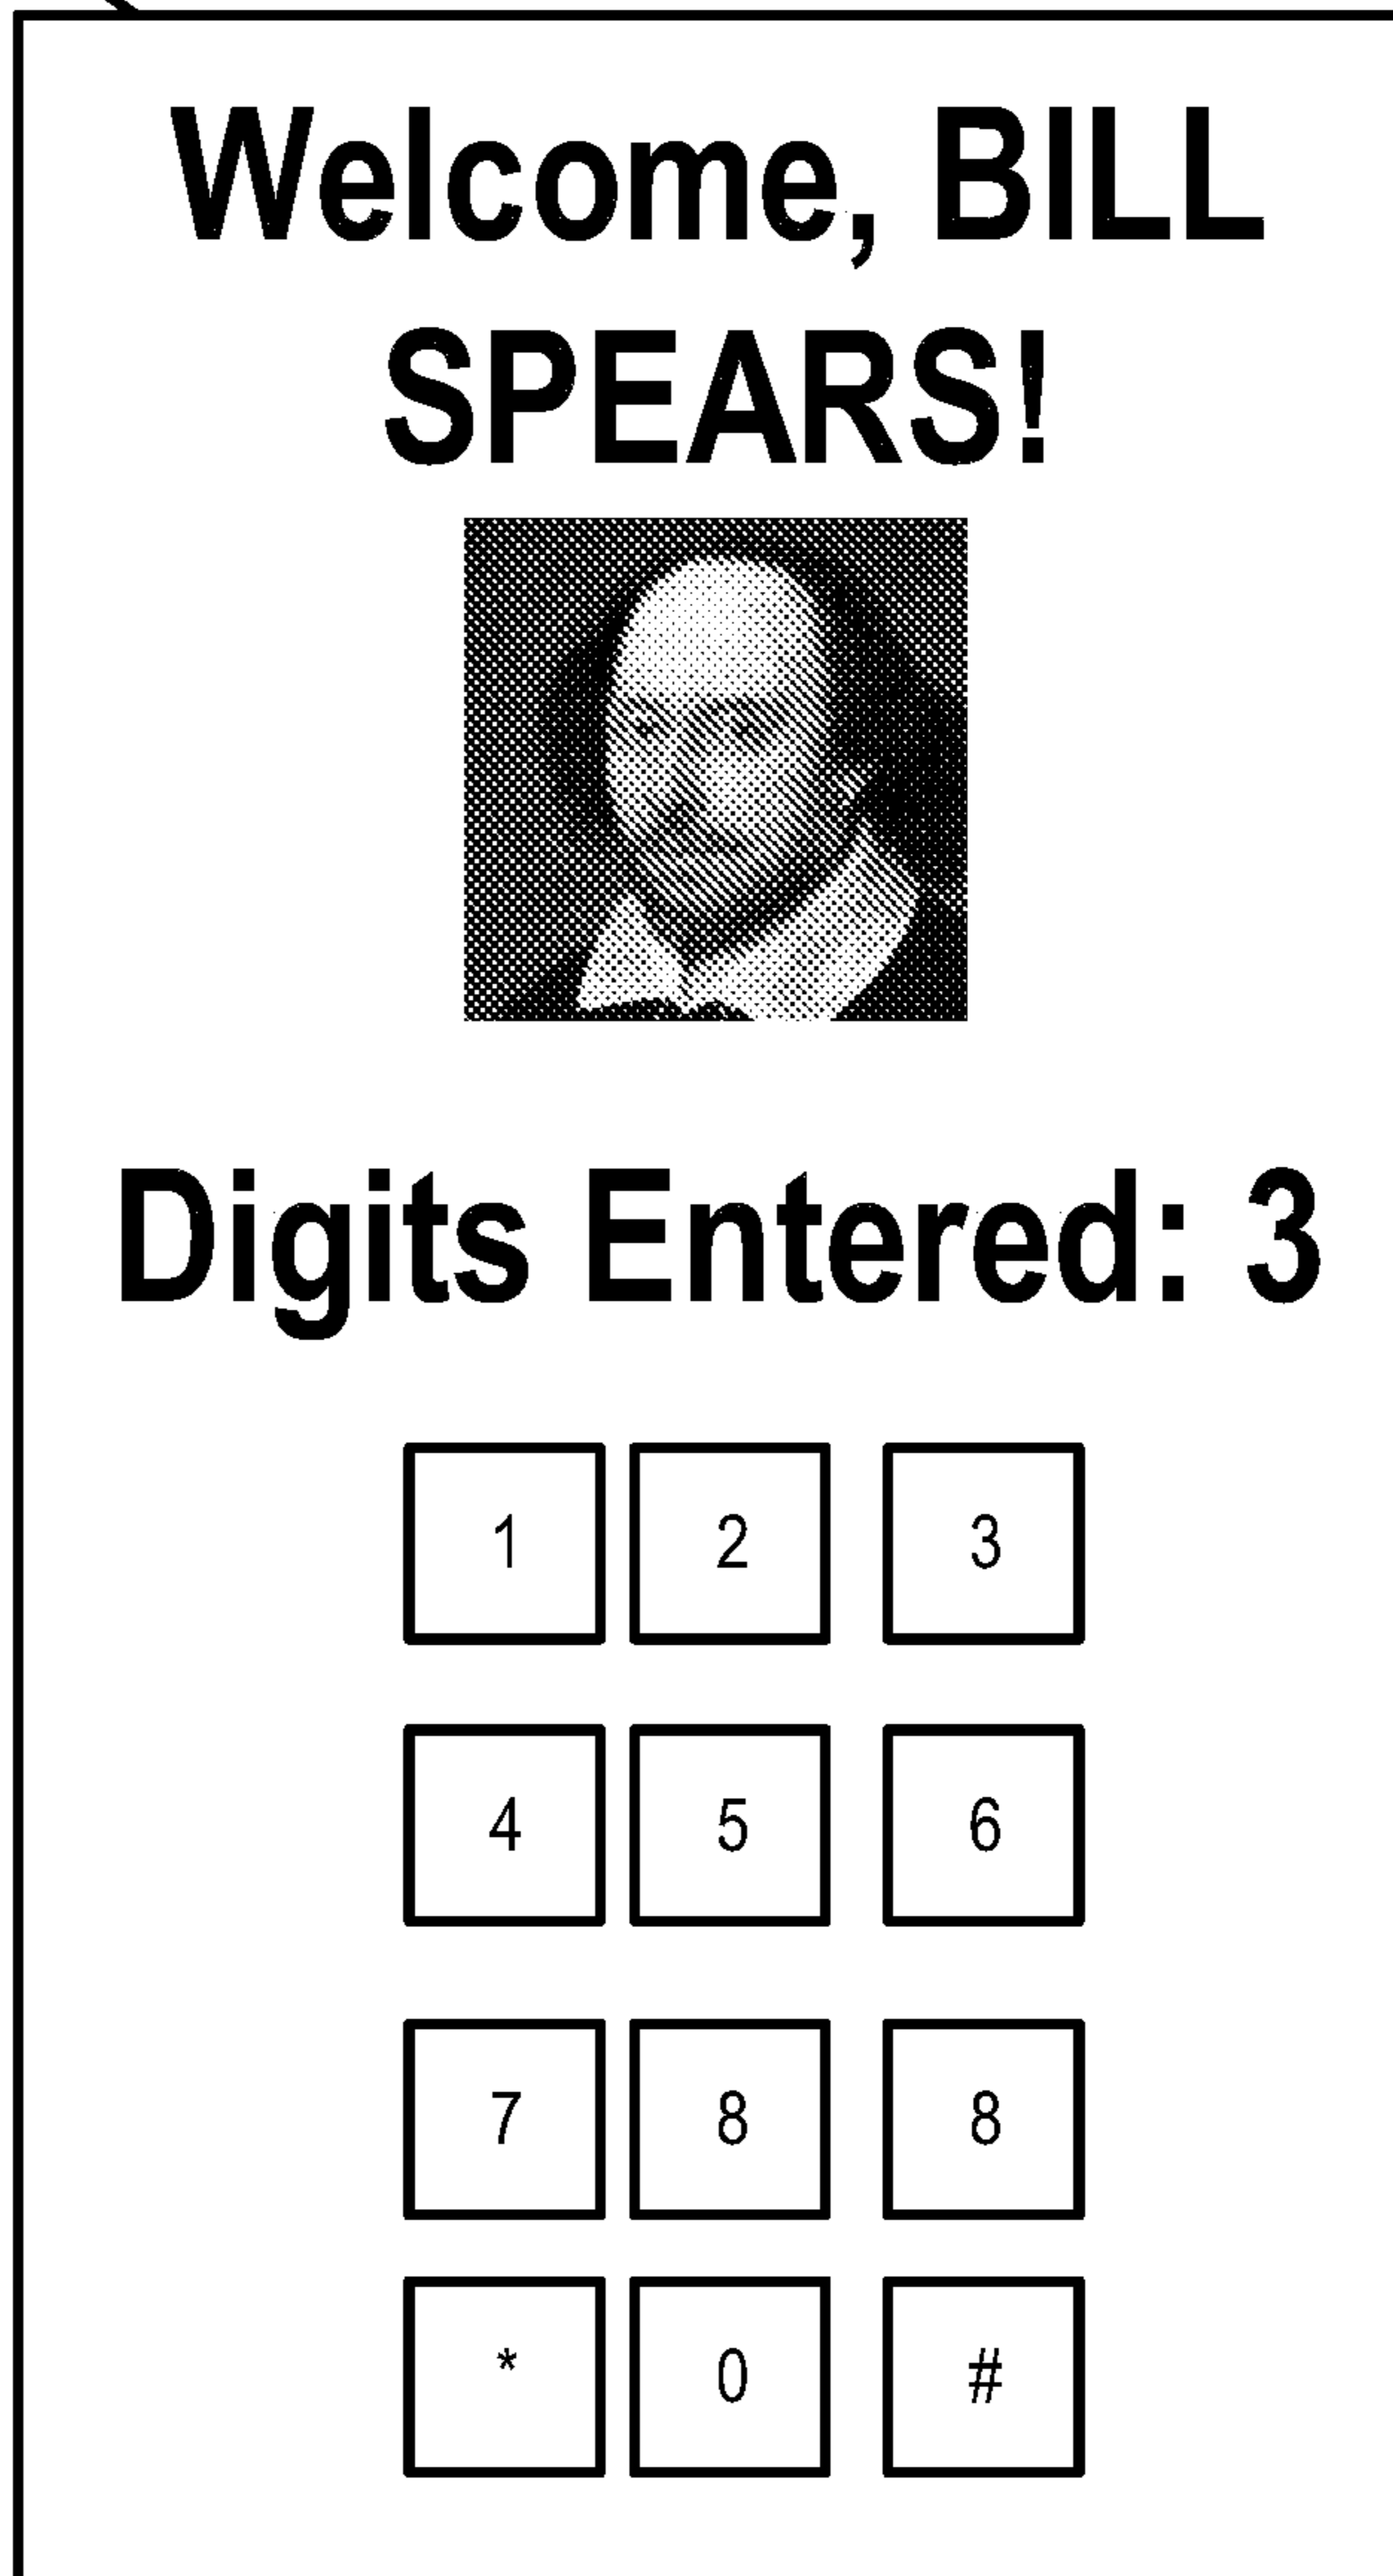 Welcome, BILL
SPEARS!
Digits Entered: 3
1 2 3
4 5 6
7 8 8
* 0 #